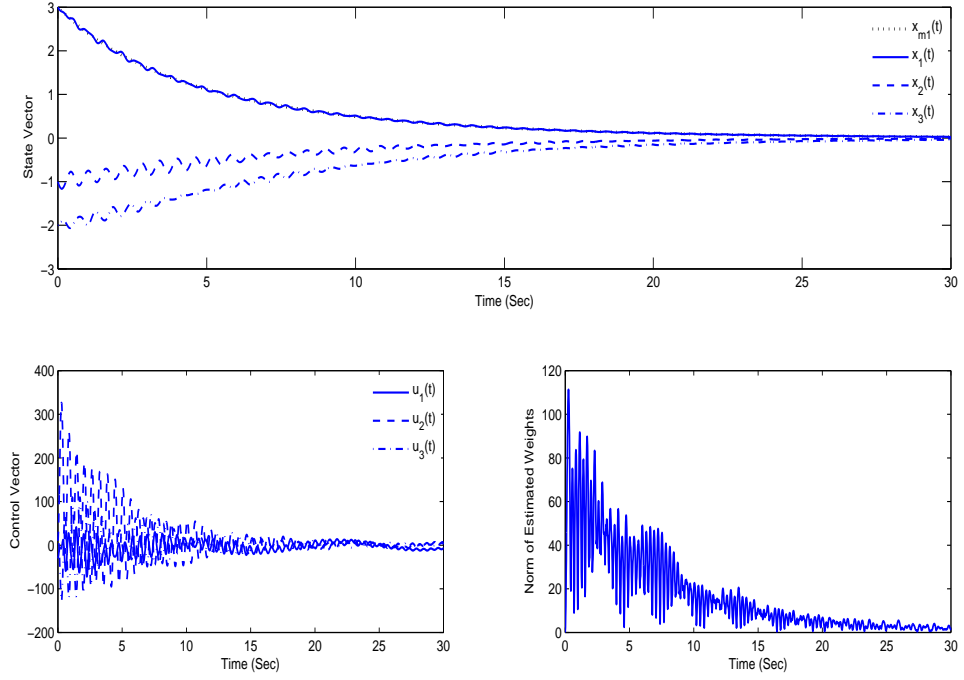 3
2
1
0
−1
−2
−3
State Vector
x_m1(t)
x_1(t)
x_2(t)
x_3(t)
0 5 10 15 20 25 30
Time (Sec)
400
300
200
100
0
−100
−200
Control Vector
u_1(t)
u_2(t)
u_3(t)
0 5 10 15 20 25 30
Time (Sec)
120
100
80
60
40
20
0
Norm of Estimated Weights
0 5 10 15 20 25 30
Time (Sec)